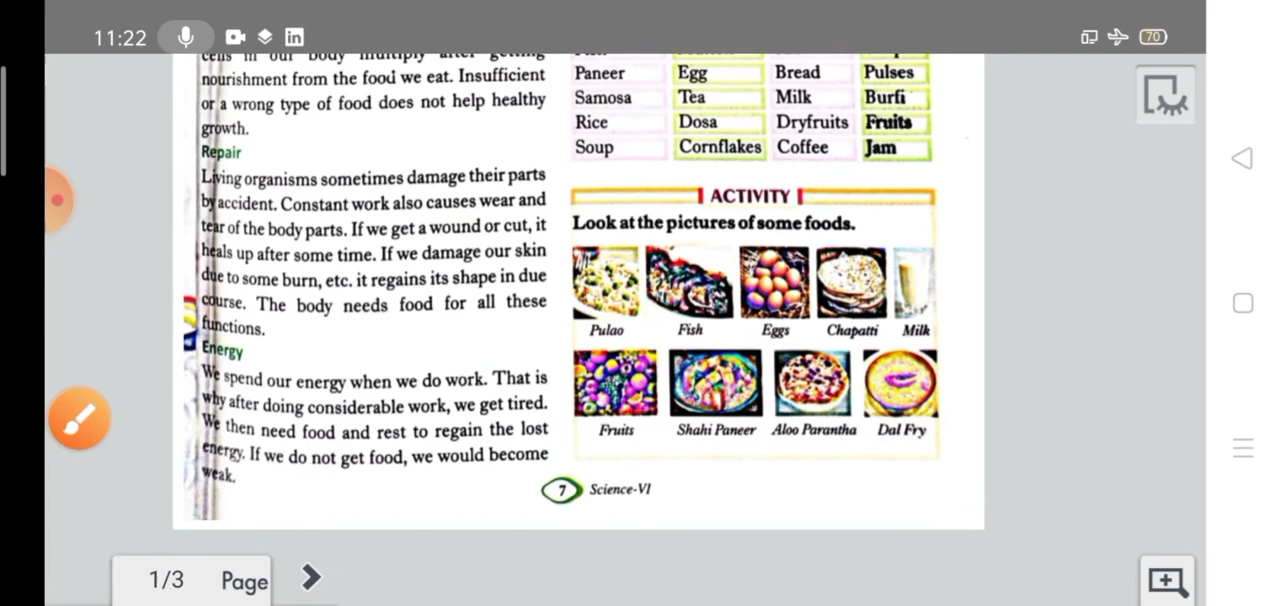 11:22
70
cells in our body multiply after getting
nourishment from the food we eat. Insufficient
or a wrong type of food does not help healthy
growth.
Repair
Living organisms sometimes damage their parts
by accident. Constant work also causes wear and
tear of the body parts. If we get a wound or cut, it
heals up after some time. If we damage our skin
due to some burn, etc. it regains its shape in due
course. The body needs food for all these
functions.
Energy
We spend our energy when we do work. That is
why after doing considerable work, we get tired.
We then need food and rest to regain the lost
energy. If we do not get food, we would become
weak.
Paneer Egg Bread Pulses
Samosa Tea Milk Burfi
Rice Dosa Dryfruits Fruits
Soup Cornflakes Coffee Jam
ACTIVITY
Look at the pictures of some foods.
Pulao Fish Eggs Chapatti Milk
Fruits Shahi Paneer Aloo Parantha Dal Fry
7 Science-VI
1/3 Page